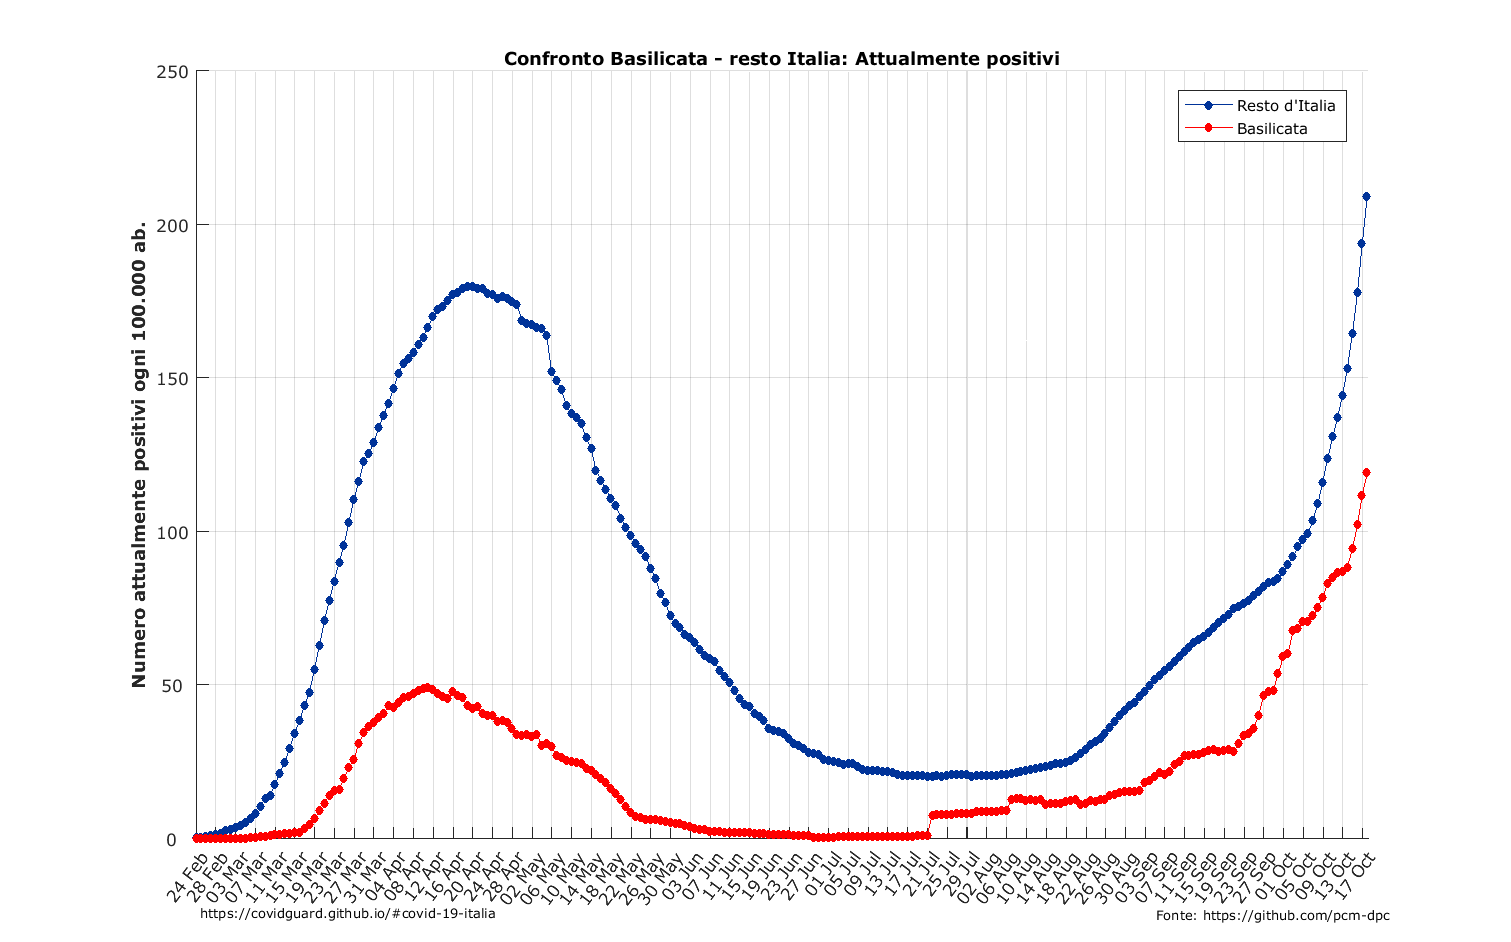 Confronto Basilicata - resto Italia: Attualmente positivi
250
200
150
100
50
0
Numero attualmente positivi ogni 100.000 ab.
Resto d'Italia
Basilicata
24 Feb
28 Feb
03 Mar
07 Mar
11 Mar
15 Mar
19 Mar
23 Mar
27 Mar
31 Mar
04 Apr
08 Apr
12 Apr
16 Apr
20 Apr
24 Apr
28 Apr
02 May
06 May
10 May
14 May
18 May
22 May
26 May
30 May
03 Jun
07 Jun
11 Jun
15 Jun
19 Jun
23 Jun
27 Jun
01 Jul
05 Jul
09 Jul
13 Jul
17 Jul
21 Jul
25 Jul
29 Jul
02 Aug
06 Aug
10 Aug
14 Aug
18 Aug
22 Aug
26 Aug
30 Aug
03 Sep
07 Sep
11 Sep
15 Sep
19 Sep
23 Sep
27 Sep
01 Oct
05 Oct
09 Oct
13 Oct
17 Oct
https://covidguard.github.io/#covid-19-italia
Fonte: https://github.com/pcm-dpc